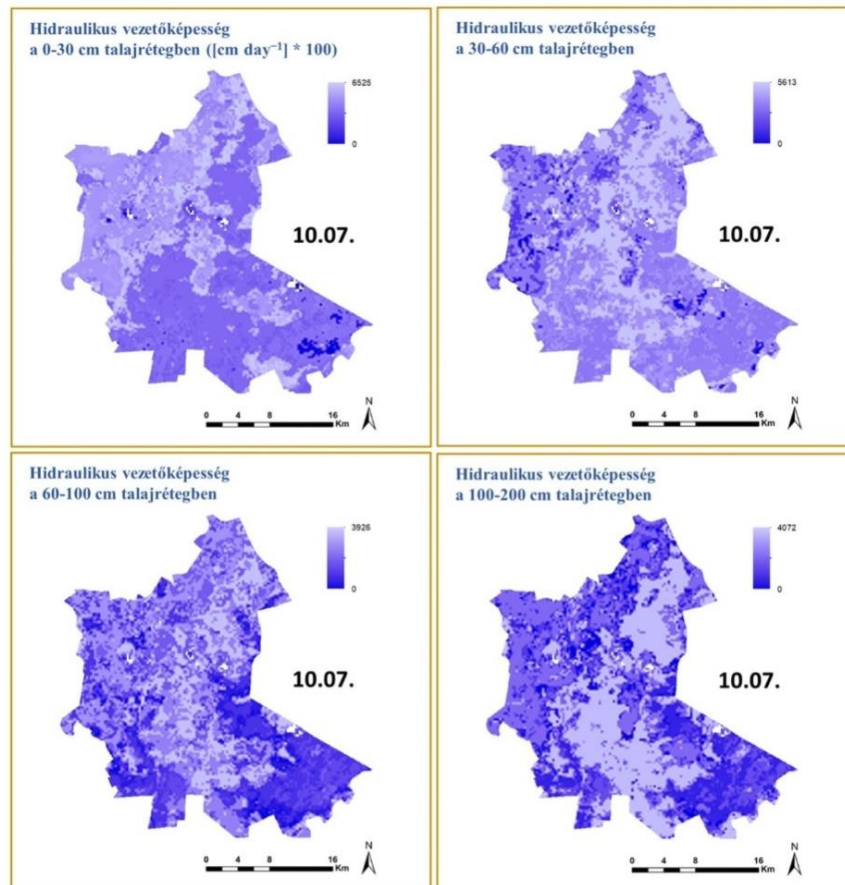 Hidraulikus vezetőképesség
a 0-30 cm talajrétegben ([cm day⁻¹] * 100)
6525
0
10.07.
N
0 4 8 16
Km
Hidraulikus vezetőképesség
a 30-60 cm talajrétegben
5613
0
10.07.
N
0 4 8 16
Km
Hidraulikus vezetőképesség
a 60-100 cm talajrétegben
3926
0
10.07.
N
0 4 8 16
Km
Hidraulikus vezetőképesség
a 100-200 cm talajrétegben
4072
0
10.07.
N
0 4 8 16
Km